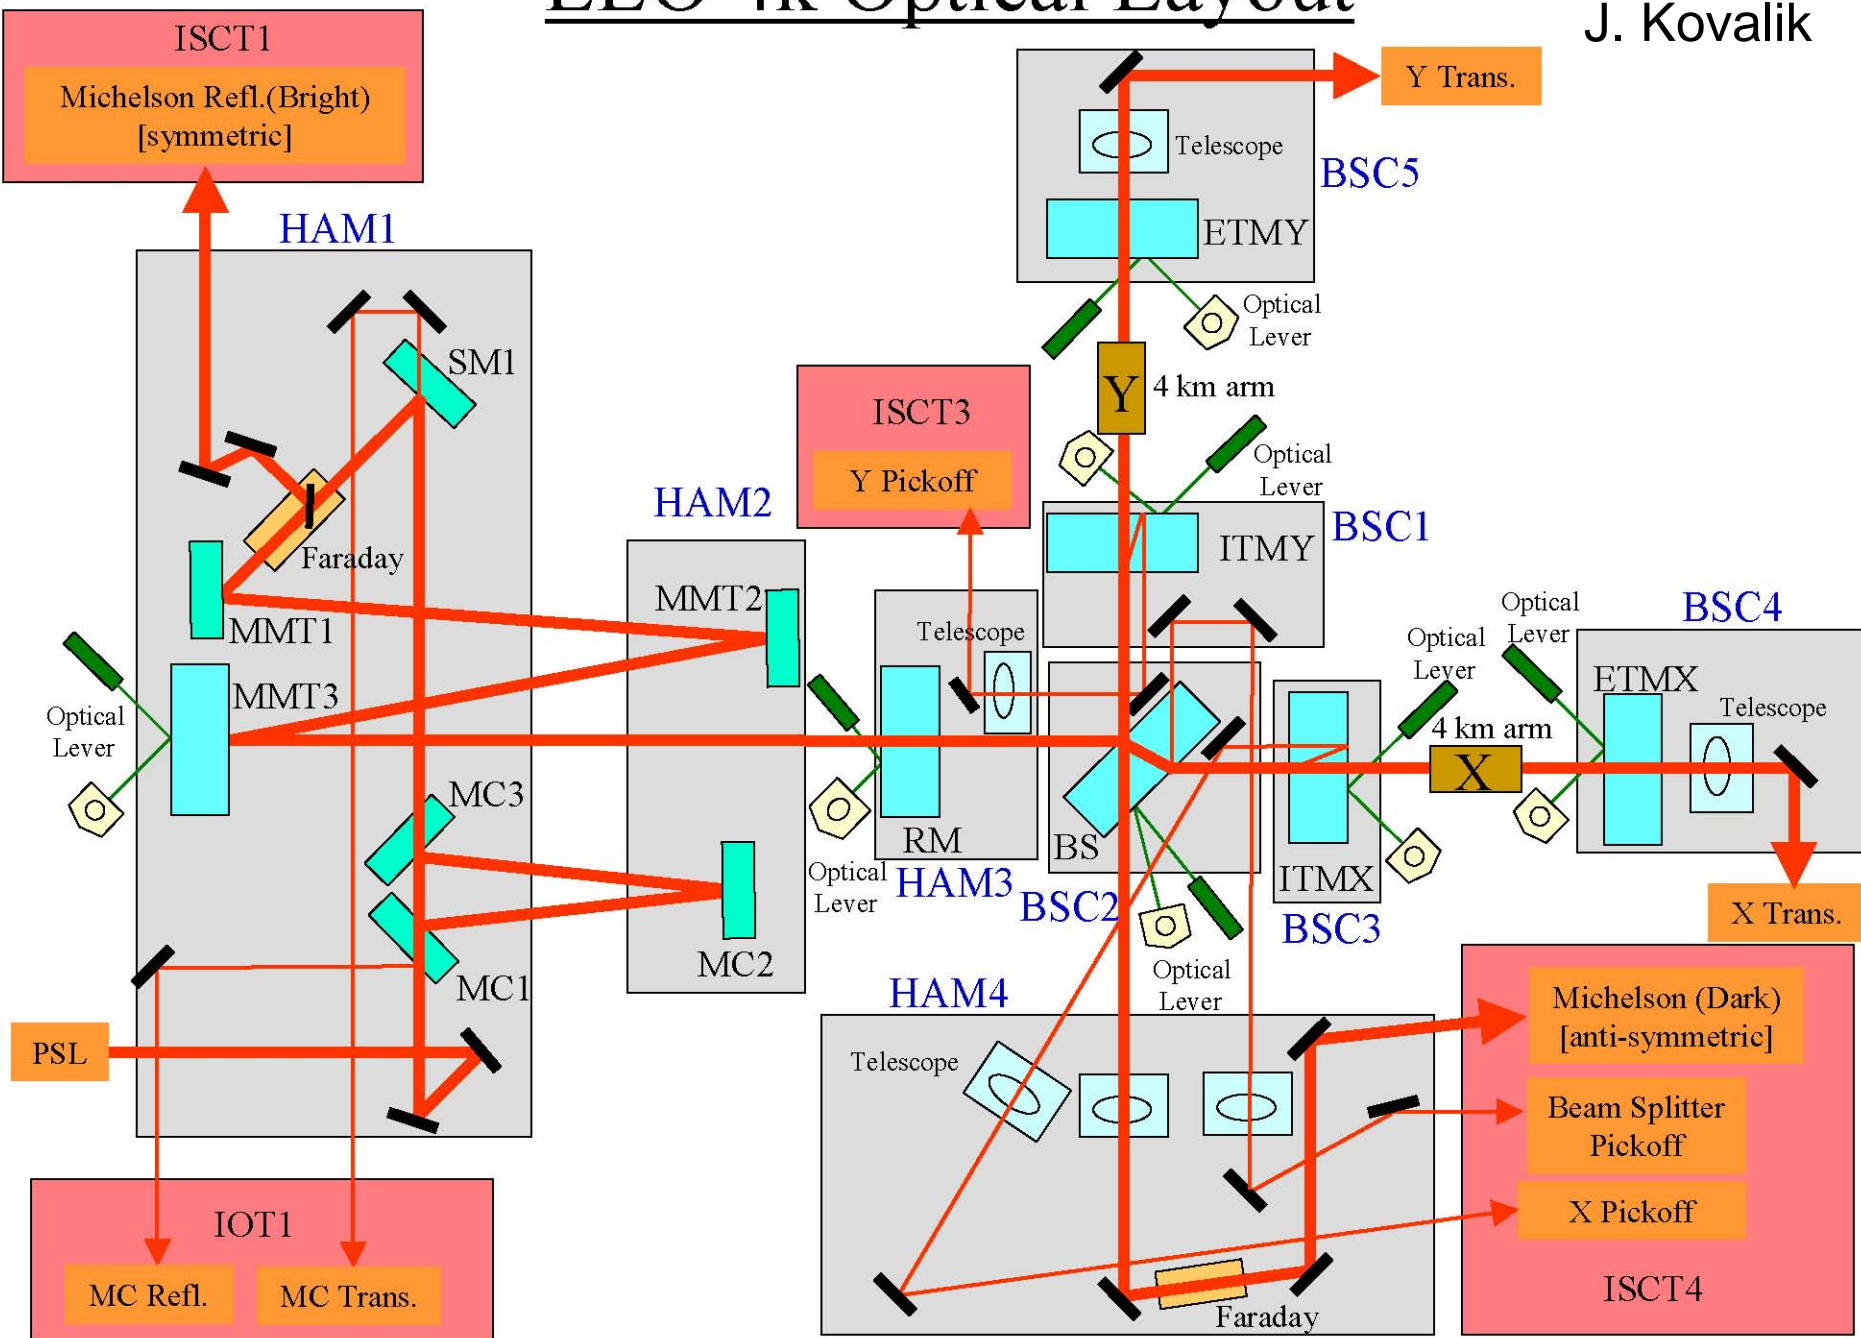 4k Optical Layout
J. Kovalik
ISCT1
Michelson Refl.(Bright)
[symmetric]
HAM1
SM1
Faraday
MMT1
MMT3
Optical
Lever
MC3
MC1
PSL
IOT1
MC Refl.
MC Trans.
HAM2
MMT2
MC2
ISCT3
Y Pickoff
Telescope
RM
HAM3
Optical
Lever
Y Trans.
Telescope
BSC5
ETMY
Optical
Lever
Y
4 km arm
Optical
Lever
BSC1
ITMY
BS
BSC2
Optical
Lever
ITMX
BSC3
Optical
Lever
4 km arm
X
Optical
Lever
BSC4
ETMX
Telescope
X Trans.
HAM4
Telescope
Faraday
Michelson (Dark)
[anti-symmetric]
Beam Splitter
Pickoff
X Pickoff
ISCT4